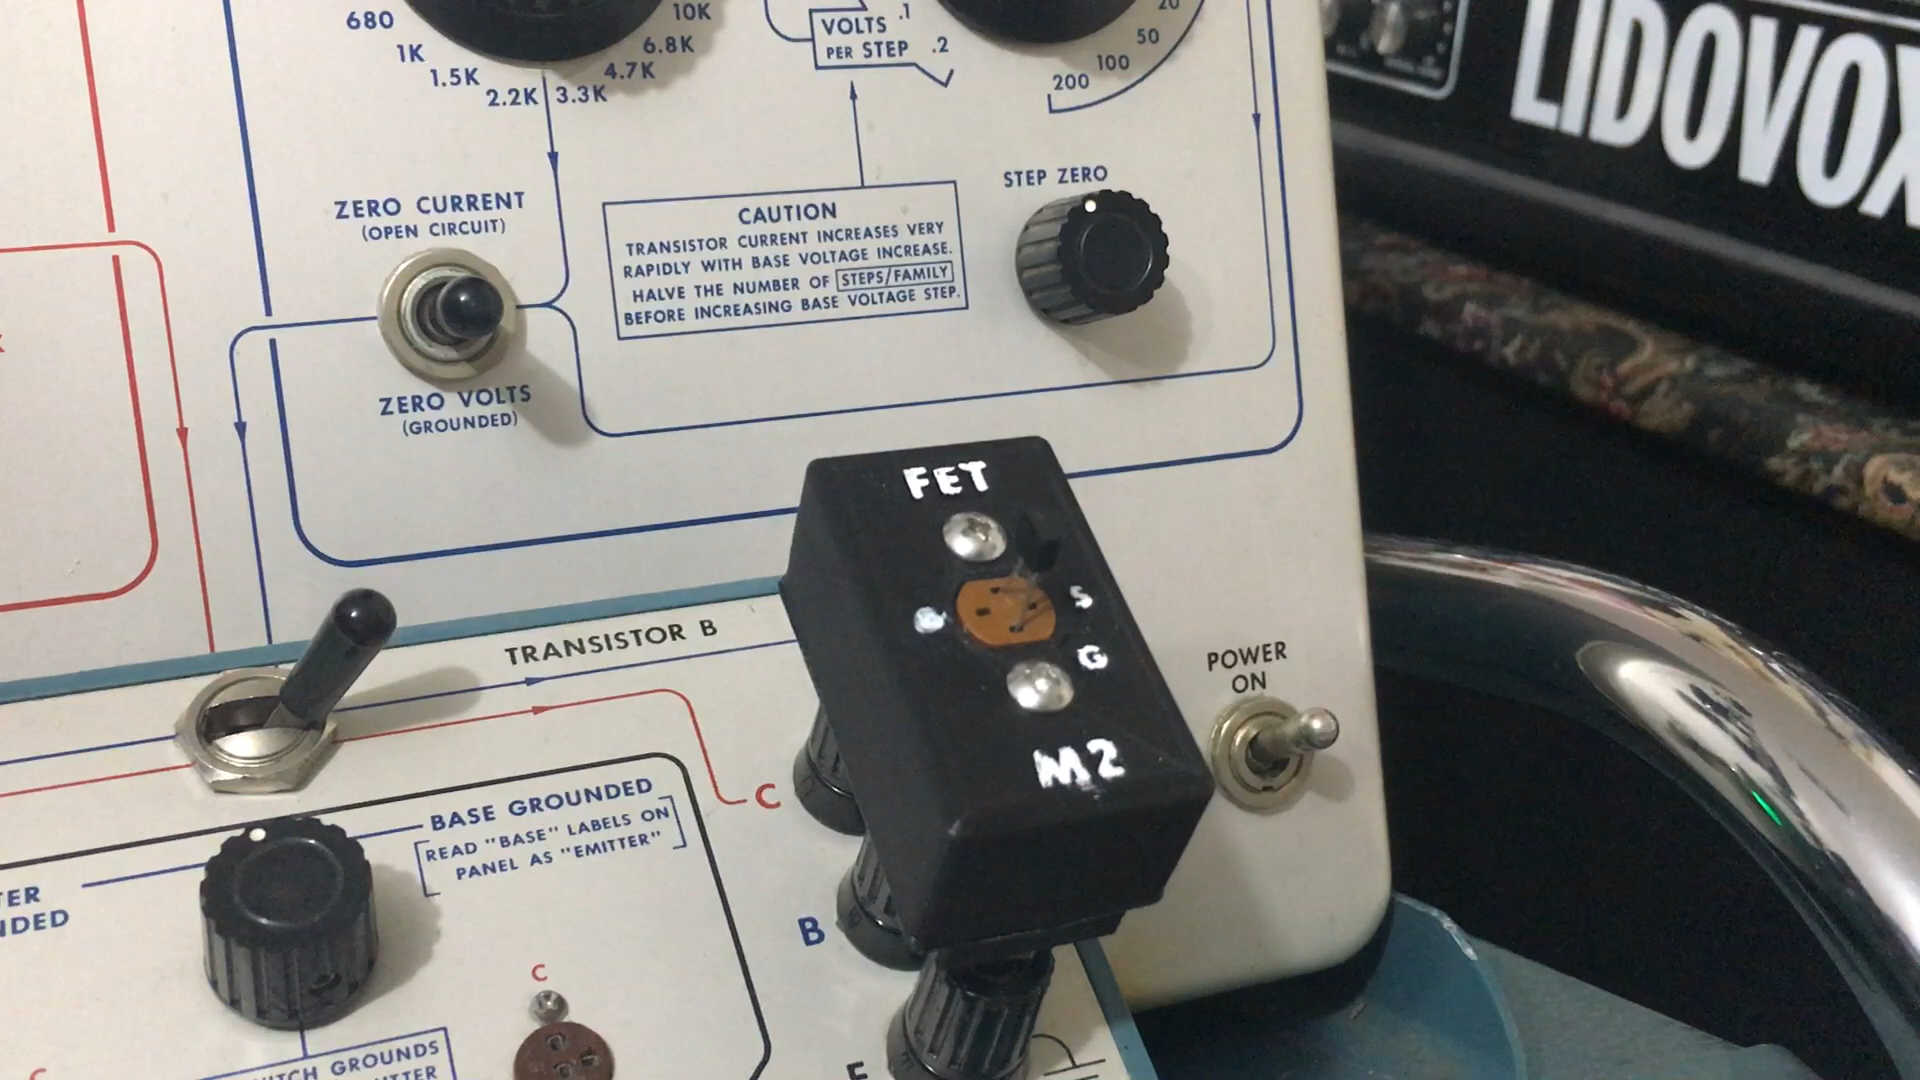 680
1K
1.5K
2.2K
3.3K
4.7K
6.8K
10K
VOLTS
PER STEP
.1
.2
20
50
100
200
LIDOVOX
ZERO CURRENT
(OPEN CIRCUIT)
ZERO VOLTS
(GROUNDED)
CAUTION
TRANSISTOR CURRENT INCREASES VERY
RAPIDLY WITH BASE VOLTAGE INCREASE.
HALVE THE NUMBER OF STEPS/FAMILY
BEFORE INCREASING BASE VOLTAGE STEP.
STEP ZERO
FET
S
G
M2
TRANSISTOR B
POWER
ON
C
B
E
BASE GROUNDED
READ "BASE" LABELS ON
PANEL AS "EMITTER"
C
C
GROUNDS